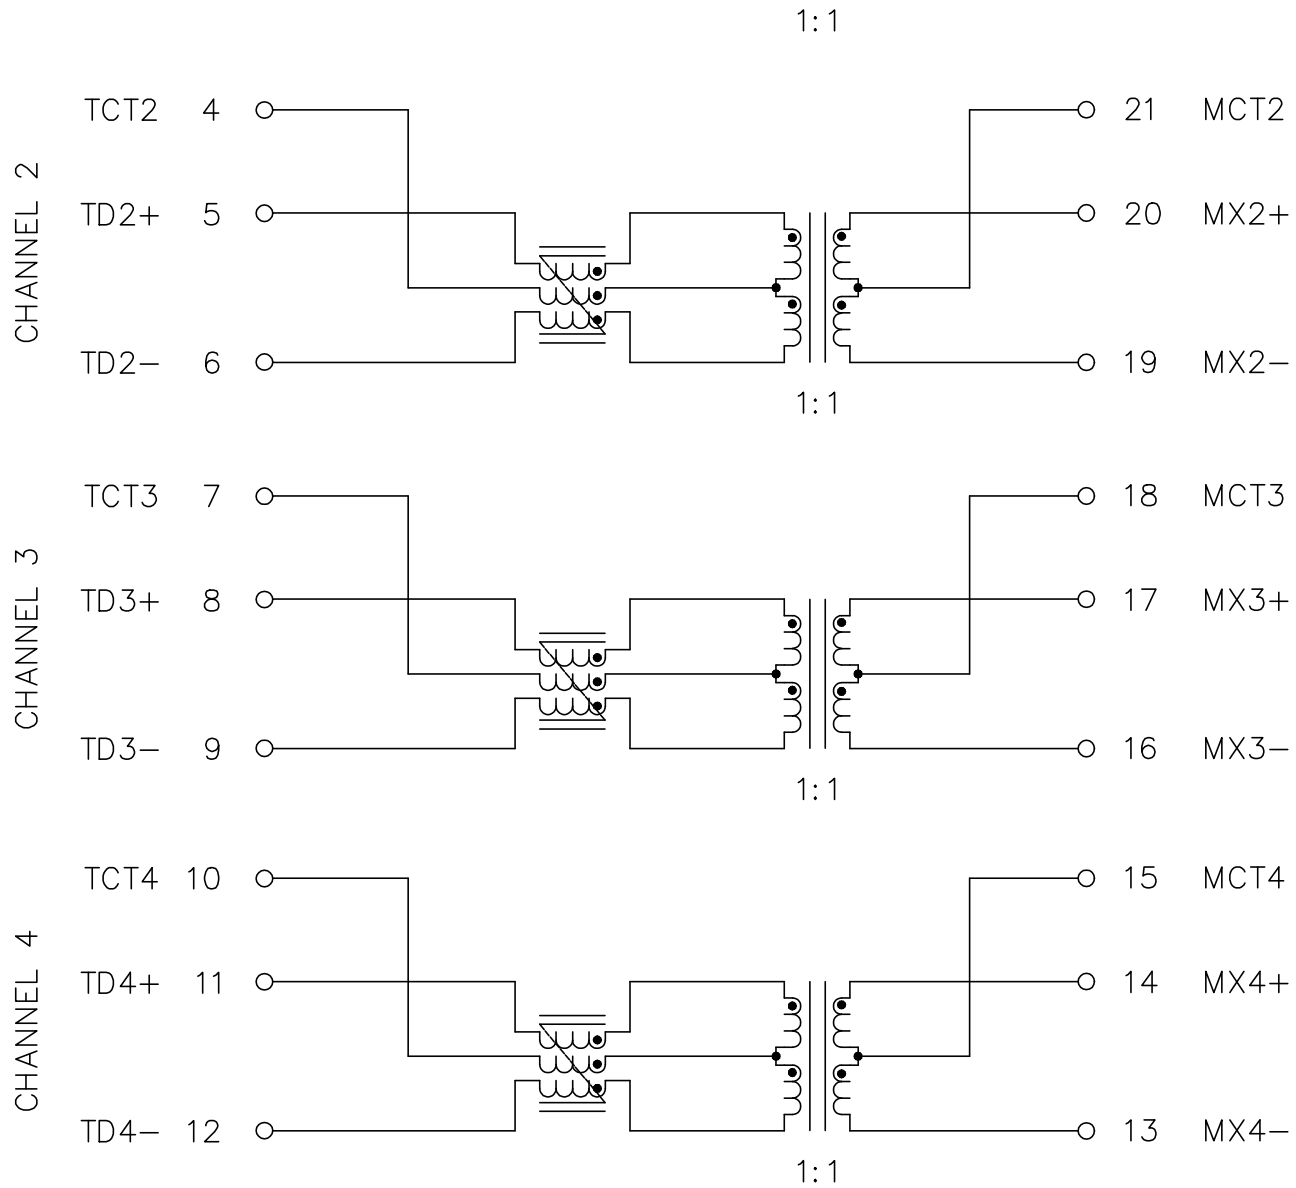 1:1
TCT2 4 21 MCT2
CHANNEL 2
TD2+ 5 20 MX2+
TD2− 6 19 MX2−
1:1
TCT3 7 18 MCT3
CHANNEL 3
TD3+ 8 17 MX3+
TD3− 9 16 MX3−
1:1
TCT4 10 15 MCT4
CHANNEL 4
TD4+ 11 14 MX4+
TD4− 12 13 MX4−
1:1